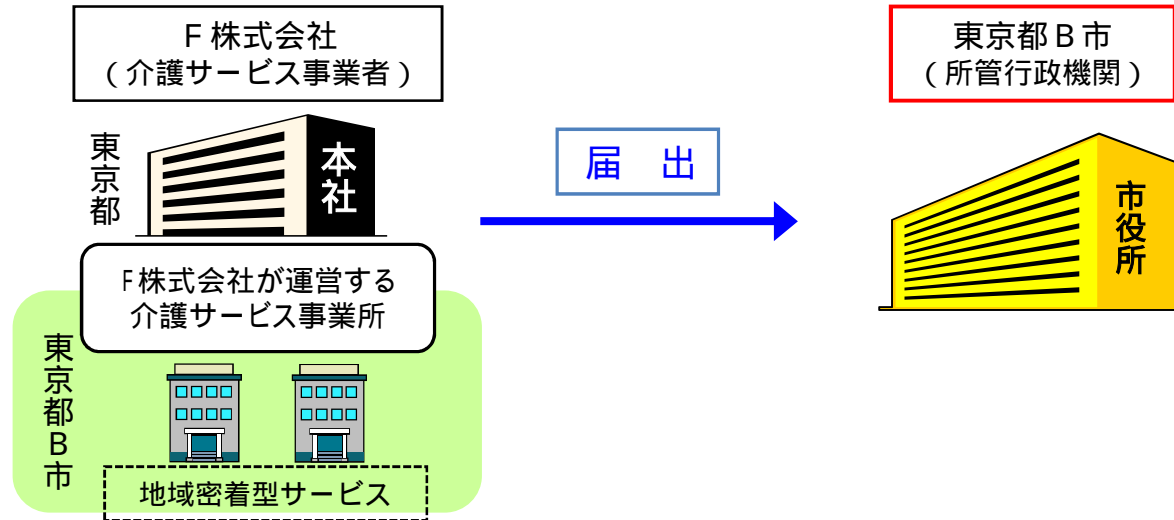 F株式会社
(介護サービス事業者)
東京都
本社
F株式会社が運営する
介護サービス事業所
東京都B市
地域密着型サービス
届 出
東京都B市
(所管行政機関)
市役所